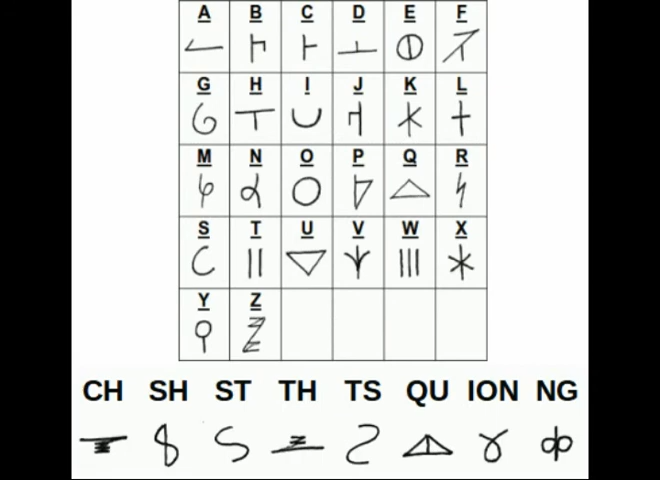 A B C D E F
G H I J K L
M N O P Q R
S T U V W X
Y Z
CH SH ST TH TS QU ION NG